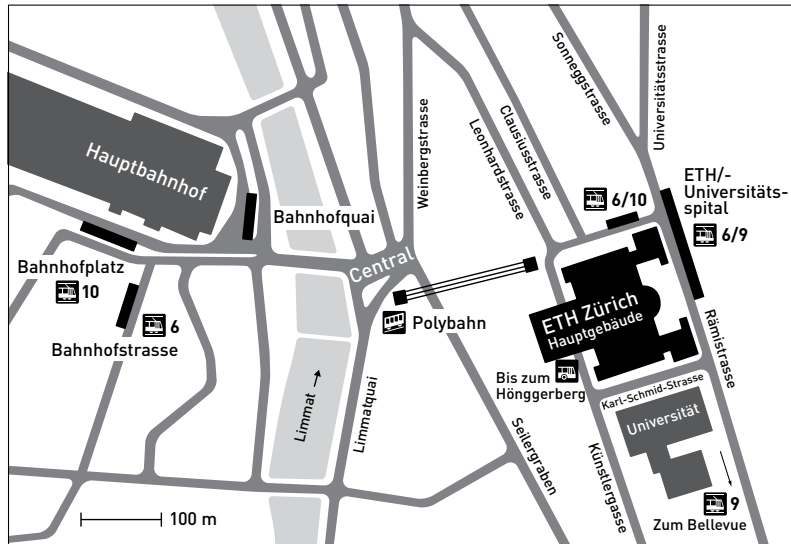 Sonneggstrasse
Universitätsstrasse
Weinbergstrasse
Leonhardstrasse
Clausiusstrasse
Hauptbahnhof
ETH/-
Universitäts-
spital
6/10
6/9
Bahnhofquai
Central
Bahnhofplatz
10
6
Bahnhofstrasse
Polybahn
ETH Zürich
Hauptgebäude
Rämistrasse
Bis zum
Hönggerberg
Karl-Schmid-Strasse
Universität
Limmat
Limmatquai
Seilergraben
Künstlergasse
9
Zum Bellevue
100 m